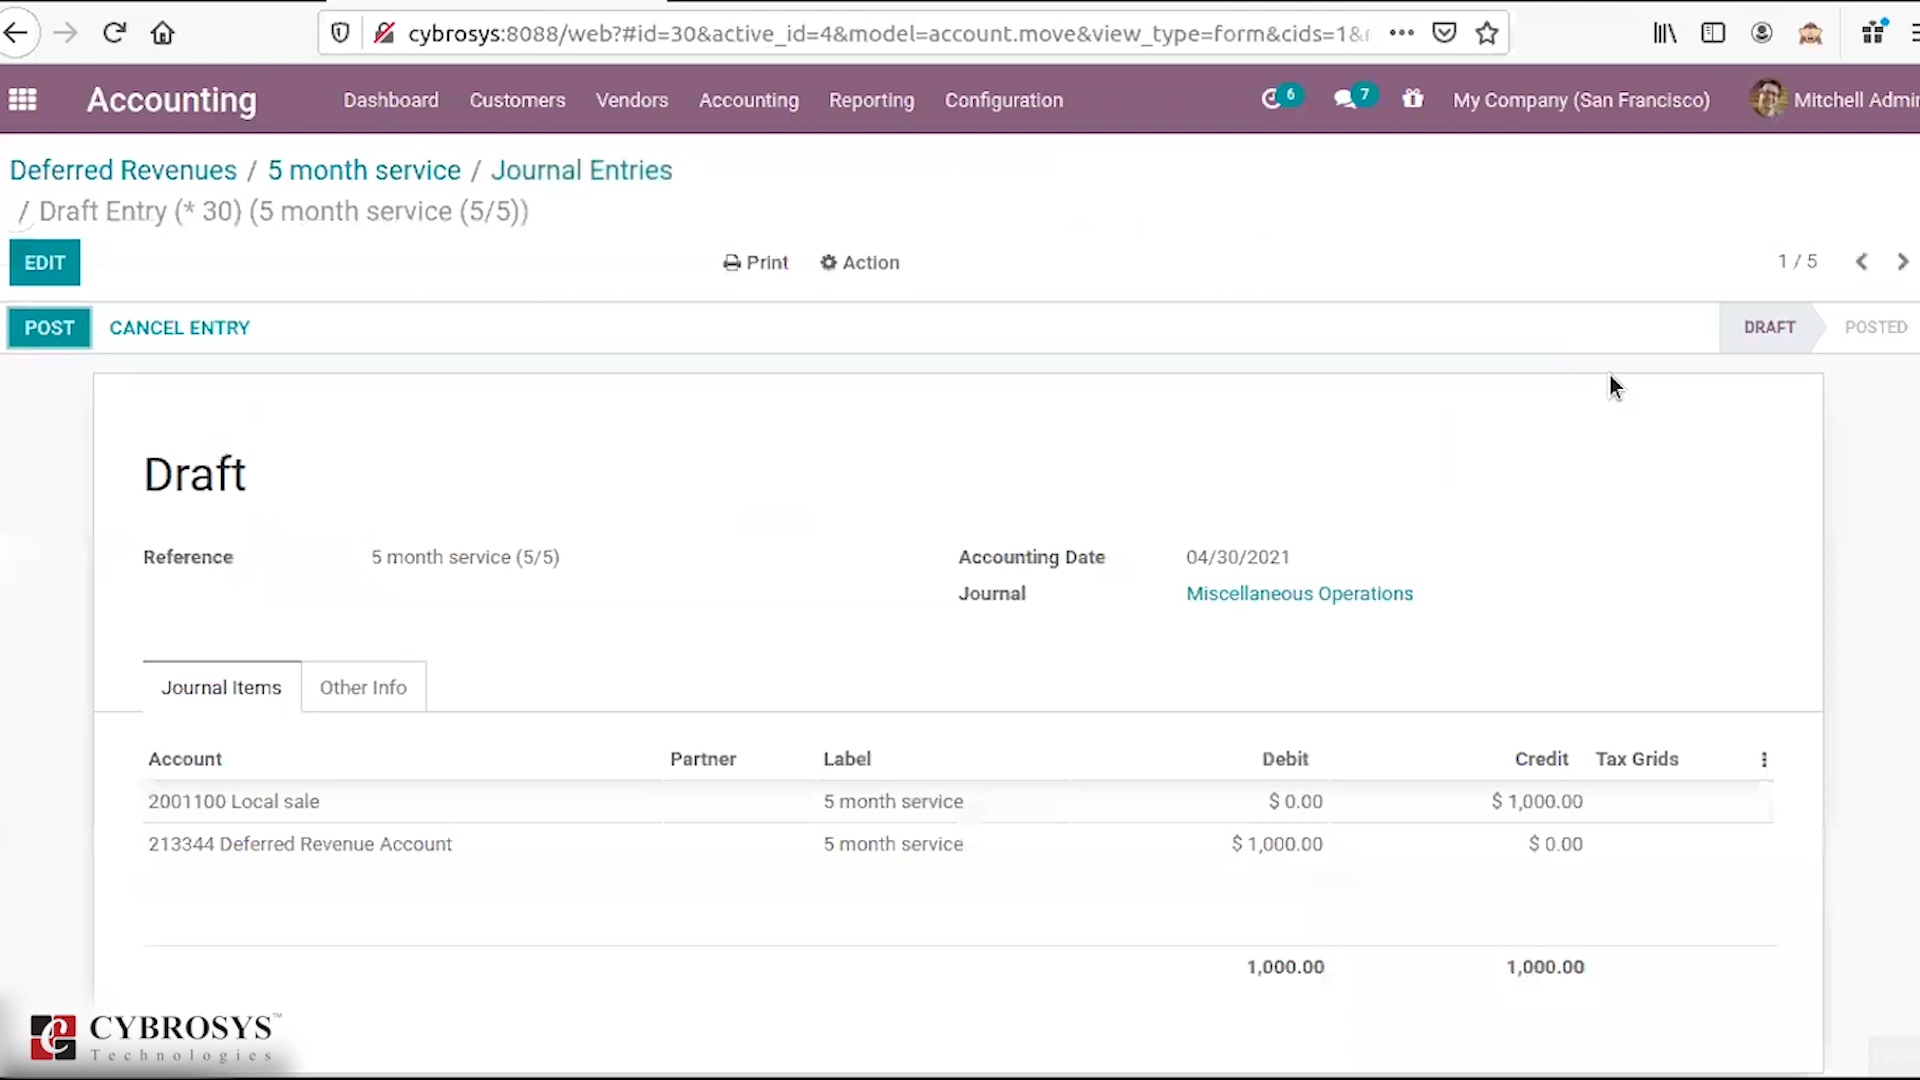 cybrosys:8088/web?#id=30&active_id=4&model=account.move&view_type=form&cids=1&
Accounting Dashboard Customers Vendors Accounting Reporting Configuration 6 7 My Company (San Francisco) Mitchell Admin
Deferred Revenues / 5 month service / Journal Entries
/ Draft Entry (* 30) (5 month service (5/5))
EDIT Print Action 1 / 5
POST CANCEL ENTRY DRAFT POSTED
Draft
Reference 5 month service (5/5) Accounting Date 04/30/2021
Journal Miscellaneous Operations
Journal Items Other Info
Account Partner Label Debit Credit Tax Grids
2001100 Local sale 5 month service $ 0.00 $ 1,000.00
213344 Deferred Revenue Account 5 month service $ 1,000.00 $ 0.00
1,000.00 1,000.00
CYBROSYS™
Technologies